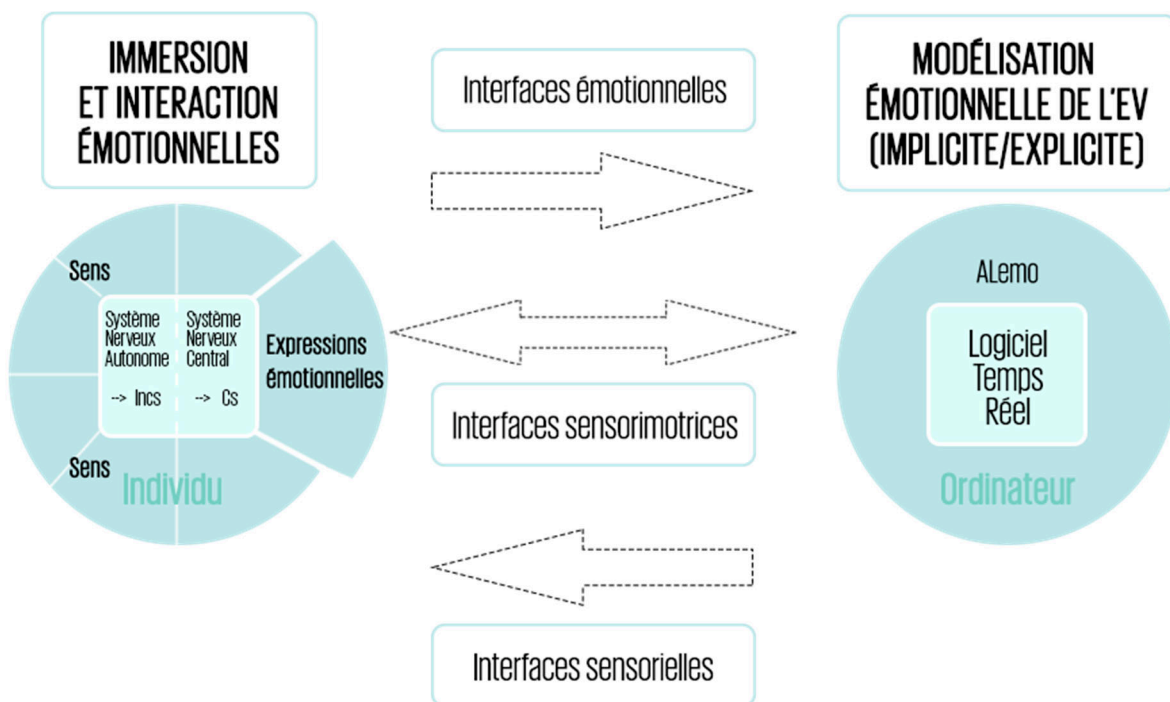 IMMERSION
ET INTERACTION
ÉMOTIONNELLES
Interfaces émotionnelles
MODÉLISATION
ÉMOTIONNELLE DE L'EV
(IMPLICITE/EXPLICITE)
Sens
Système
Nerveux
Autonome
--> Incs
Système
Nerveux
Central
--> Cs
Expressions
émotionnelles
Sens
Individu
Interfaces sensorimotrices
ALemo
Logiciel
Temps
Réel
Ordinateur
Interfaces sensorielles